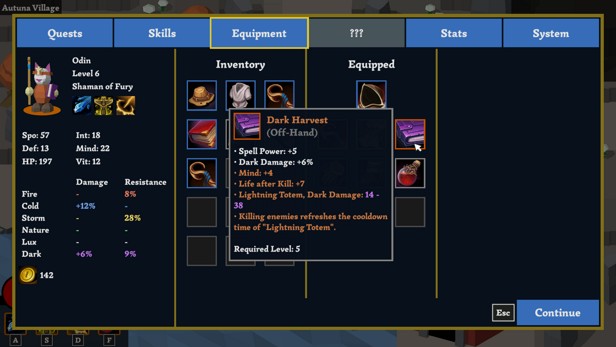 Autuna Village
Quests
Skills
Equipment
???
Stats
System
Odin
Level 6
Shaman of Fury
Spo: 57
Int: 18
Def: 13
Mind: 22
HP: 197
Vit: 12
Damage
Resistance
Fire - 8%
Cold +12% -
Storm - 28%
Nature - -
Lux - -
Dark +6% 9%
142
Inventory
Equipped
Dark Harvest
(Off-Hand)
• Spell Power: +5
• Dark Damage: +6%
• Mind: +4
• Life after Kill: +7
• Lightning Totem, Dark Damage: 14 -
38
• Killing enemies refreshes the cooldown
time of "Lightning Totem".
Required Level: 5
Esc
Continue
A
S
D
F